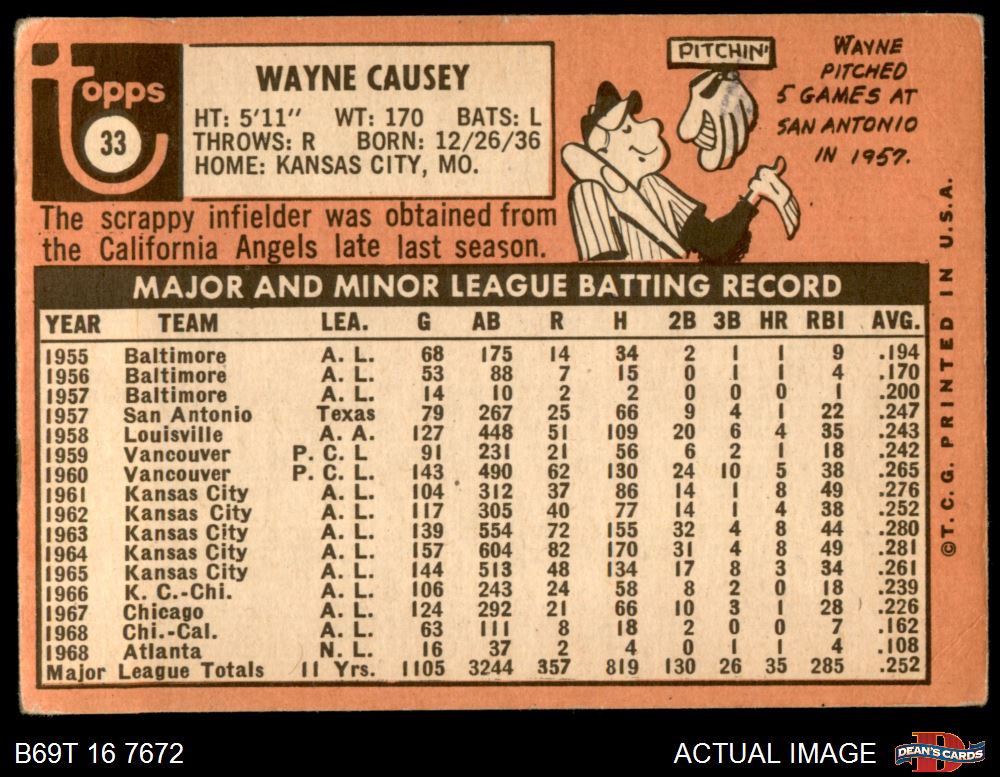 Topps
33
WAYNE CAUSEY
HT: 5'11" WT: 170 BATS: L
THROWS: R BORN: 12/26/36
HOME: KANSAS CITY, MO.
PITCHIN'
WAYNE
PITCHED
5 GAMES AT
SAN ANTONIO
IN 1957.
The scrappy infielder was obtained from
the California Angels late last season.
MAJOR AND MINOR LEAGUE BATTING RECORD
YEAR TEAM LEA. G AB R H 2B 3B HR RBI AVG.
1955 Baltimore A. L. 68 175 14 34 2 1 1 9 .194
1956 Baltimore A. L. 53 88 7 15 0 1 1 4 .170
1957 Baltimore A. L. 14 10 2 2 0 0 0 1 .200
1957 San Antonio Texas 79 267 25 66 9 4 1 22 .247
1958 Louisville A. A. 127 448 51 109 20 6 4 35 .243
1959 Vancouver P. C. L 91 231 21 56 6 2 1 18 .242
1960 Vancouver P. C. L. 143 490 62 130 24 10 5 38 .265
1961 Kansas City A. L. 104 312 37 86 14 1 8 49 .276
1962 Kansas City A. L. 117 305 40 77 14 1 4 38 .252
1963 Kansas City A. L. 139 554 72 155 32 4 8 44 .280
1964 Kansas City A. L. 157 604 82 170 31 4 8 49 .281
1965 Kansas City A. L. 144 513 48 134 17 8 3 34 .261
1966 K. C.-Chi. A. L. 106 243 24 58 8 2 0 18 .239
1967 Chicago A. L. 124 292 21 66 10 3 1 28 .226
1968 Chi.-Cal. A. L. 63 111 8 18 2 0 0 7 .162
1968 Atlanta N. L. 16 37 2 4 0 1 1 4 .108
Major League Totals 11 Yrs. 1105 3244 357 819 130 26 35 285 .252
©T. C. G. PRINTED IN U.S.A.
B69T 16 7672
ACTUAL IMAGE
DEAN'S CARDS